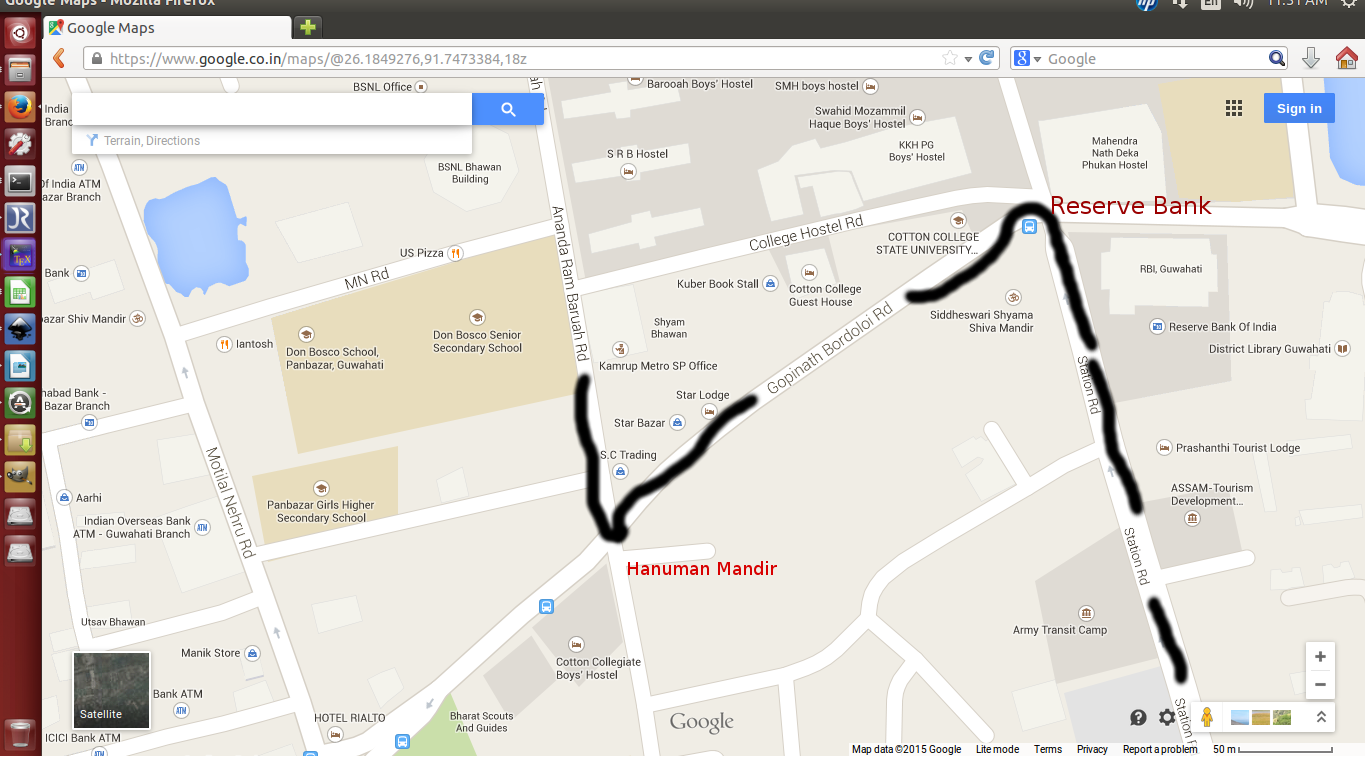 Google Maps - Mozilla Firefox
En
11:31 AM
Google Maps
https://www.google.co.in/maps/@26.1849276,91.7473384,18z
Google
Sign in
Terrain, Directions
BSNL Office
Barooah Boys' Hostel
SMH boys hostel
Swahid Mozammil
Haque Boys' Hostel
KKH PG
Boys' Hostel
Mahendra
Nath Deka
Phukan Hostel
S R B Hostel
BSNL Bhawan
Building
India
Of India ATM
bazar Branch
ATM
Reserve Bank
Ananda Ram Baruah Rd
College Hostel Rd
COTTON COLLEGE
STATE UNIVERSITY...
US Pizza
MN Rd
Bank
Kuber Book Stall
Cotton College
Guest House
RBI, Guwahati
Siddheswari Shyama
Shiva Mandir
Reserve Bank Of India
District Library Guwahati
bazar Shiv Mandir
Iantosh
Don Bosco School,
Panbazar, Guwahati
Don Bosco Senior
Secondary School
Shyam
Bhawan
Kamrup Metro SP Office
Gopinath Bordoloi Rd
Station Rd
habad Bank -
Bazar Branch
Star Lodge
Star Bazar
S.C Trading
Prashanthi Tourist Lodge
ASSAM-Tourism
Development...
Motilal Nehru Rd
Aarhi
Panbazar Girls Higher
Secondary School
Indian Overseas Bank
ATM - Guwahati Branch
ATM
Station Rd
Hanuman Mandir
Utsav Bhawan
Army Transit Camp
Manik Store
Cotton Collegiate
Boys' Hostel
Bank ATM
ATM
Satellite
HOTEL RIALTO
Bharat Scouts
And Guides
Google
Station R
ICICI Bank ATM
ATM
Map data ©2015 Google
Lite mode
Terms
Privacy
Report a problem
50 m